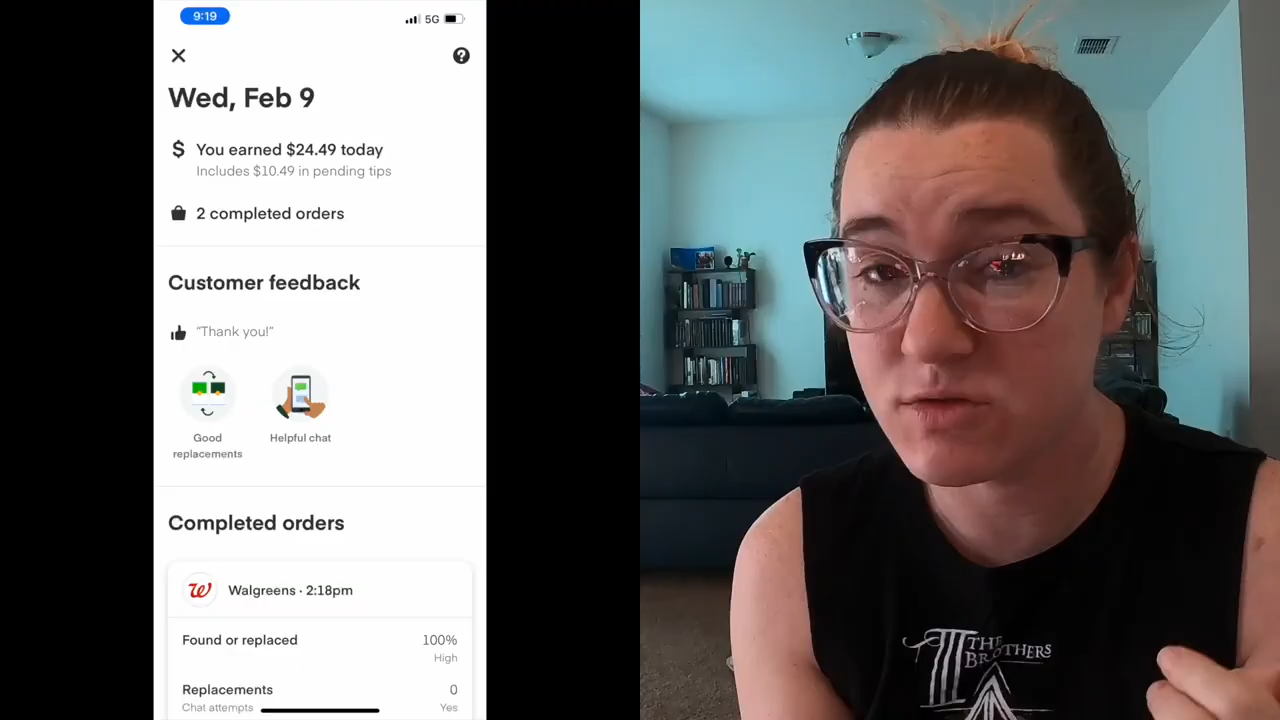 9:19
5G
Wed, Feb 9
$ You earned $24.49 today
Includes $10.49 in pending tips
2 completed orders
Customer feedback
"Thank you!"
Good
replacements
Helpful chat
Completed orders
W Walgreens · 2:18pm
Found or replaced 100%
High
Replacements 0
Chat attempts Yes
III THE
BROTHERS